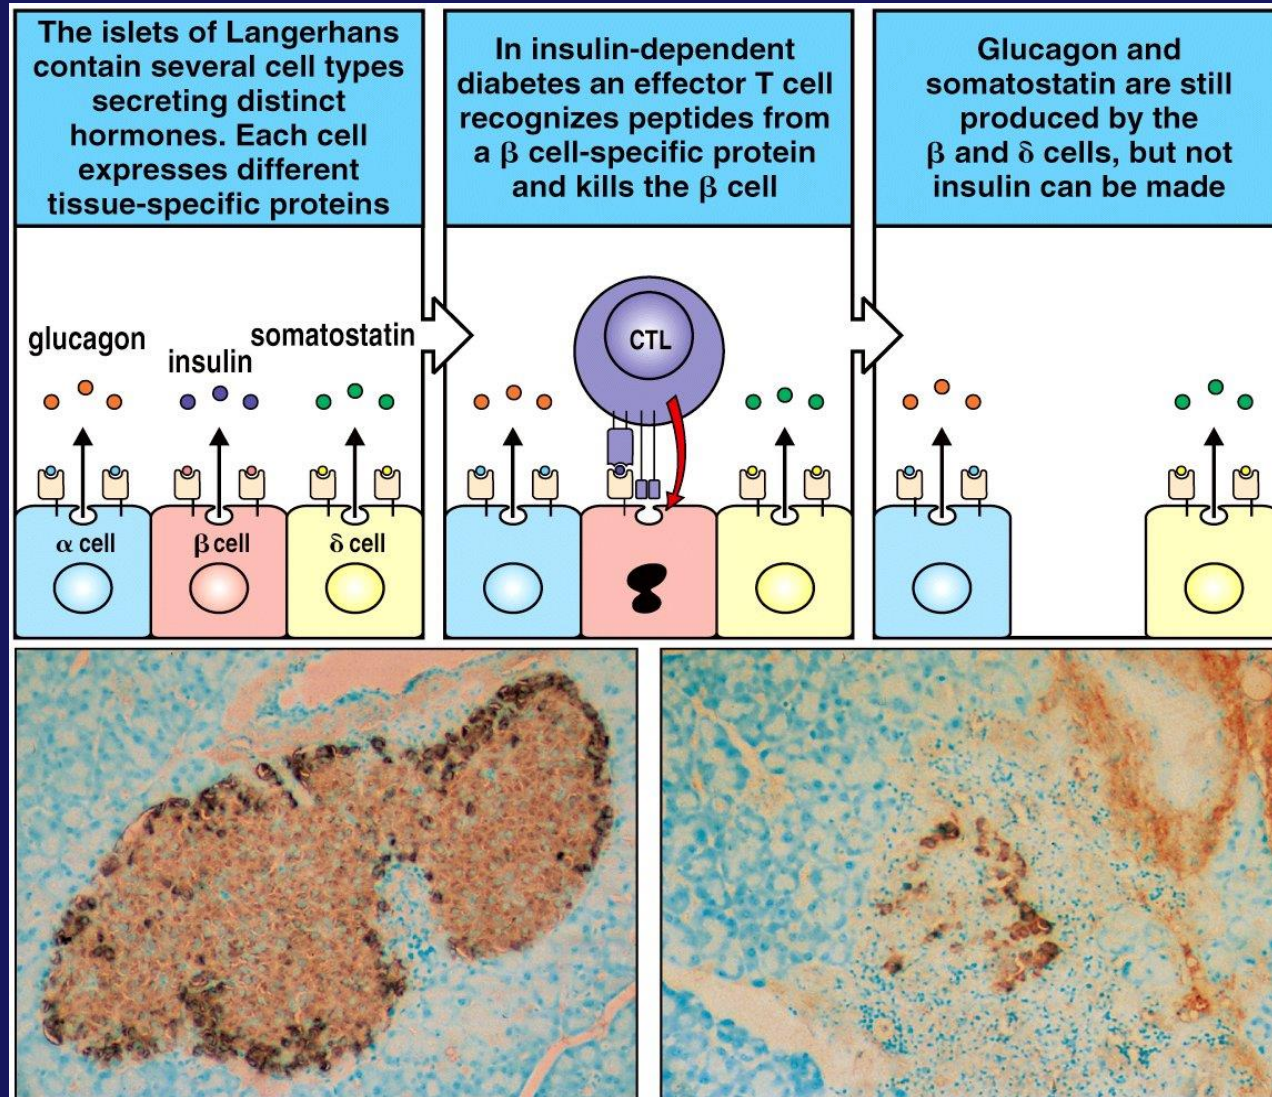 The islets of Langerhans
contain several cell types
secreting distinct
hormones. Each cell
expresses different
tissue-specific proteins
In insulin-dependent
diabetes an effector T cell
recognizes peptides from
a β cell-specific protein
and kills the β cell
Glucagon and
somatostatin are still
produced by the
β and δ cells, but not
insulin can be made
glucagon
insulin
somatostatin
α cell
β cell
δ cell
CTL